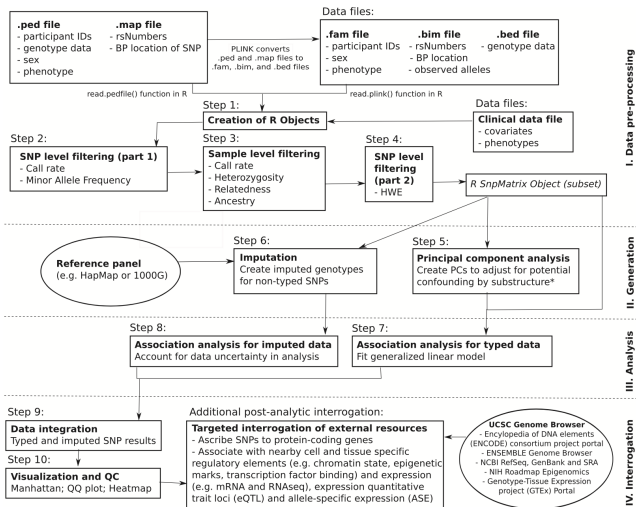 Data files:
.ped file
- participant IDs
- genotype data
- sex
- phenotype
.map file
- rsNumbers
- BP location of SNP
PLINK converts
.ped and .map files to
.fam, .bim, and .bed files
.fam file
- participant IDs
- sex
- phenotype
.bim file
- rsNumbers
- BP location
- observed alleles
.bed file
- genotype data
read.pedfile() function in R
read.plink() function in R
Step 1:
Creation of R Objects
Data files:
Clinical data file
- covariates
- phenotypes
Step 2:
SNP level filtering (part 1)
- Call rate
- Minor Allele Frequency
Step 3:
Sample level filtering
- Call rate
- Heterozygosity
- Relatedness
- Ancestry
Step 4:
SNP level
filtering
(part 2)
- HWE
R SnpMatrix Object (subset)
I. Data pre-processing
Reference panel
(e.g. HapMap or 1000G)
Step 6:
Imputation
Create imputed genotypes
for non-typed SNPs
Step 5:
Principal component analysis
Create PCs to adjust for potential
confounding by substructure*
II. Generation
Step 8:
Association analysis for imputed data
Account for data uncertainty in analysis
Step 7:
Association analysis for typed data
Fit generalized linear model
III. Analysis
Step 9:
Data integration
Typed and imputed SNP results
Step 10:
Visualization and QC
Manhattan; QQ plot; Heatmap
Additional post-analytic interrogation:
Targeted interrogation of external resources
- Ascribe SNPs to protein-coding genes
- Associate with nearby cell and tissue specific
regulatory elements (e.g. chromatin state, epigenetic
marks, transcription factor binding) and expression
(e.g. mRNA and RNAseq), expression quantitative
trait loci (eQTL) and allele-specific expression (ASE)
UCSC Genome Browser
- Encylopedia of DNA elements
(ENCODE) consortium project portal
- ENSEMBLE Genome Browser
- NCBI RefSeq, GenBank and SRA
- NIH Roadmap Epigenomics
- Genotype-Tissue Expression
project (GTEx) Portal
IV. Interrogation